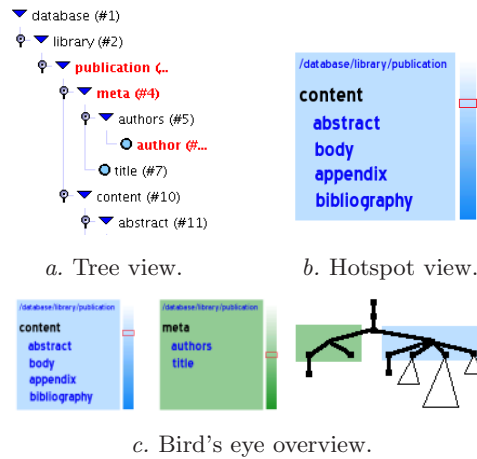 database (#1)
library (#2)
publication (...
meta (#4)
authors (#5)
author (#...
title (#7)
content (#10)
abstract (#11)
a. Tree view.
/database/library/publication
content
abstract
body
appendix
bibliography
b. Hotspot view.
/database/library/publication
content
abstract
body
appendix
bibliography
/database/library/publication
meta
authors
title
c. Bird's eye overview.